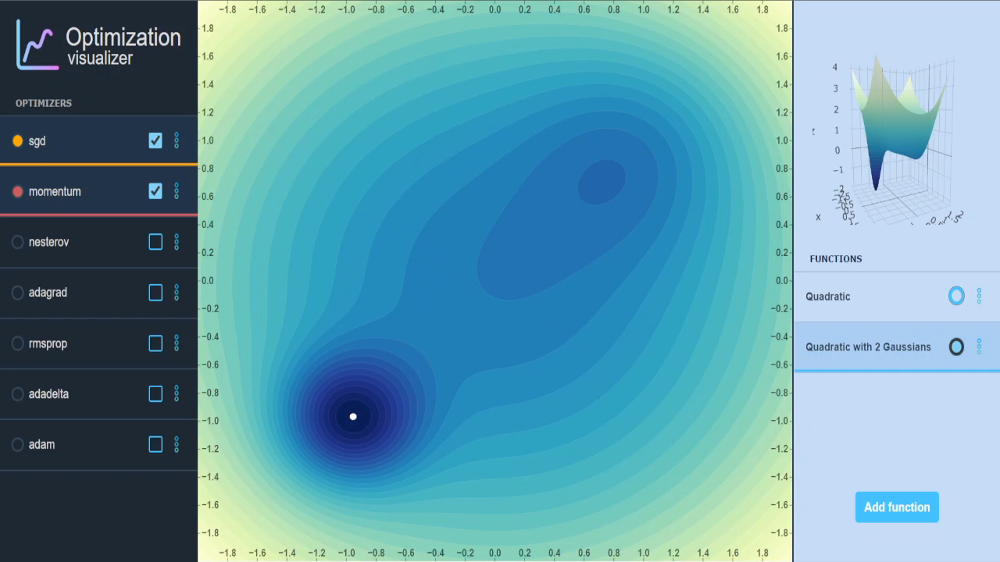 Optimization
visualizer
OPTIMIZERS
sgd
momentum
nesterov
adagrad
rmsprop
adadelta
adam
−1.8 −1.6 −1.4 −1.2 −1.0 −0.8 −0.6 −0.4 −0.2 0.0 0.2 0.4 0.6 0.8 1.0 1.2 1.4 1.6 1.8
1.8 1.8
1.6 1.6
1.4 1.4
1.2 1.2
1.0 1.0
0.8 0.8
0.6 0.6
0.4 0.4
0.2 0.2
0.0 0.0
−0.2 −0.2
−0.4 −0.4
−0.6 −0.6
−0.8 −0.8
−1.0 −1.0
−1.2 −1.2
−1.4 −1.4
−1.6 −1.6
−1.8 −1.8
−1.8 −1.6 −1.4 −1.2 −1.0 −0.8 −0.6 −0.4 −0.2 0.0 0.2 0.4 0.6 0.8 1.0 1.2 1.4 1.6 1.8
4
3
2
1
0
−1
−2
x
FUNCTIONS
Quadratic
Quadratic with 2 Gaussians
Add function